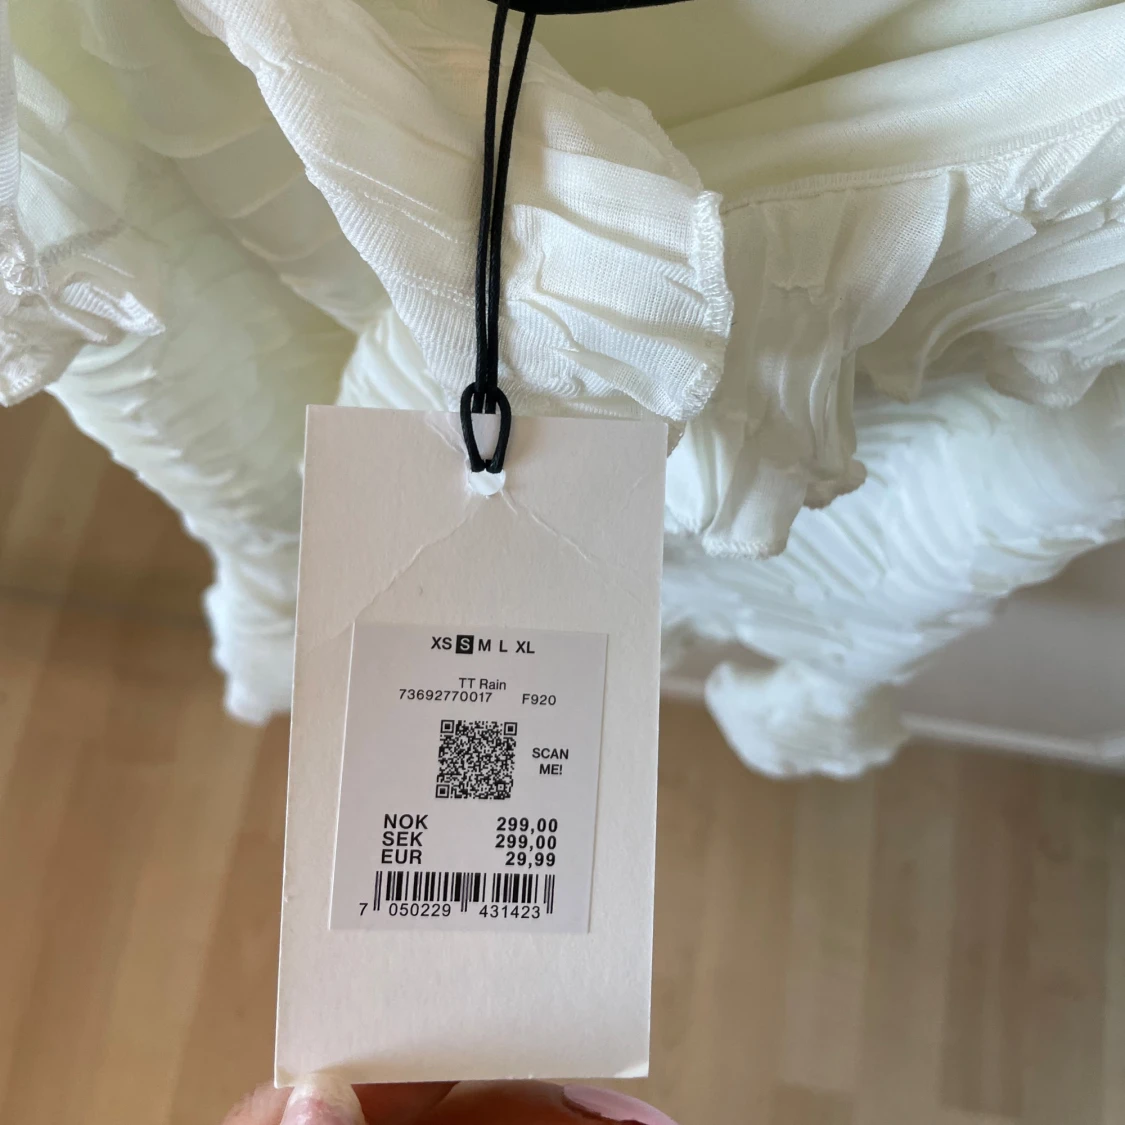 XS S M L XL
TT Rain
73692770017 F920
SCAN
ME!
NOK 299,00
SEK 299,00
EUR 29,99
7 050229 431423